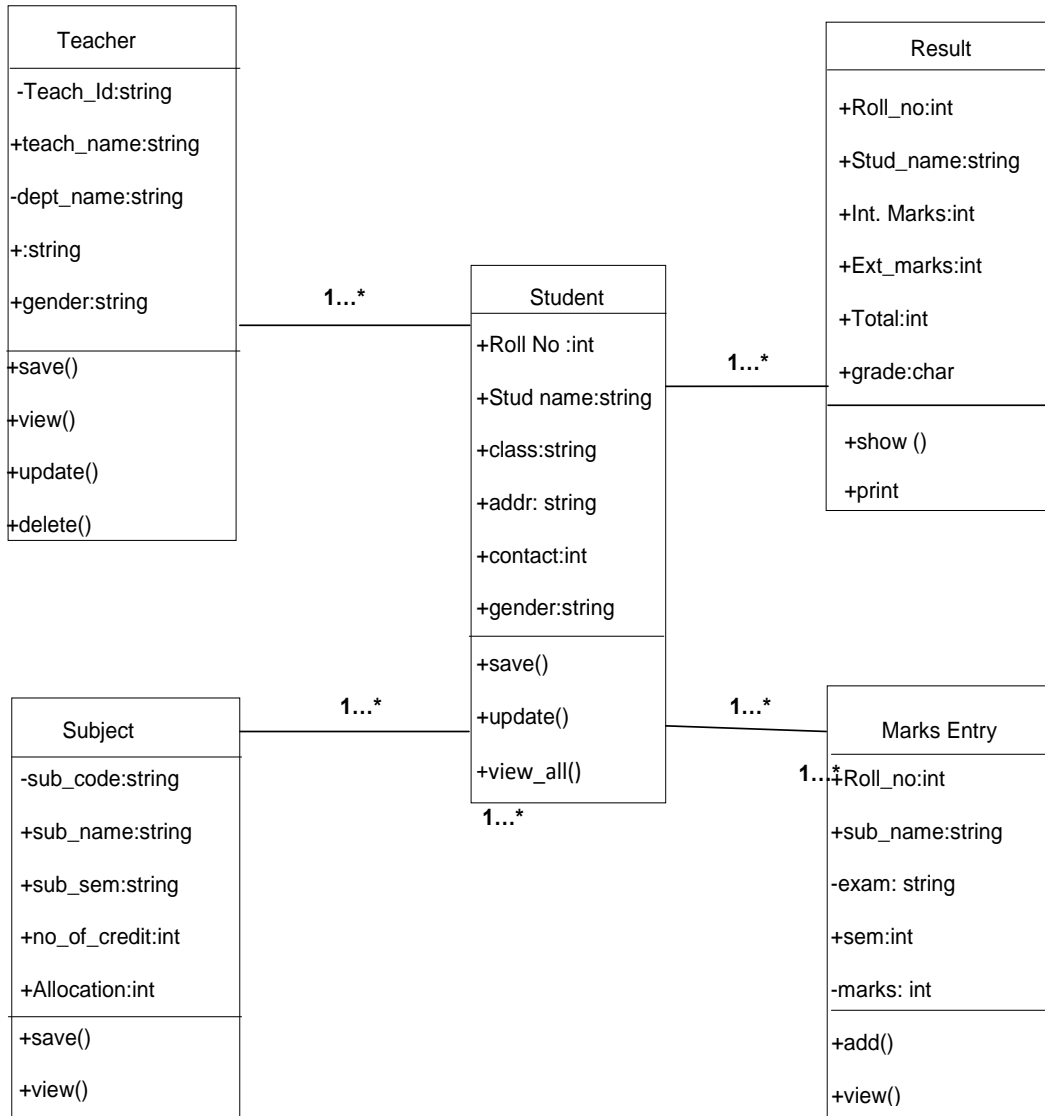 Teacher
-Teach_Id:string
+teach_name:string
-dept_name:string
+:string
+gender:string
+save()
+view()
+update()
+delete()
1...*
Student
+Roll No :int
+Stud name:string
+class:string
+addr: string
+contact:int
+gender:string
+save()
+update()
+view_all()
1...*
Result
+Roll_no:int
+Stud_name:string
+Int. Marks:int
+Ext_marks:int
+Total:int
+grade:char
+show ()
+print
1...*
Subject
-sub_code:string
+sub_name:string
+sub_sem:string
+no_of_credit:int
+Allocation:int
+save()
+view()
1...*
1...*
Marks Entry
1...*
+Roll_no:int
+sub_name:string
-exam: string
+sem:int
-marks: int
+add()
+view()